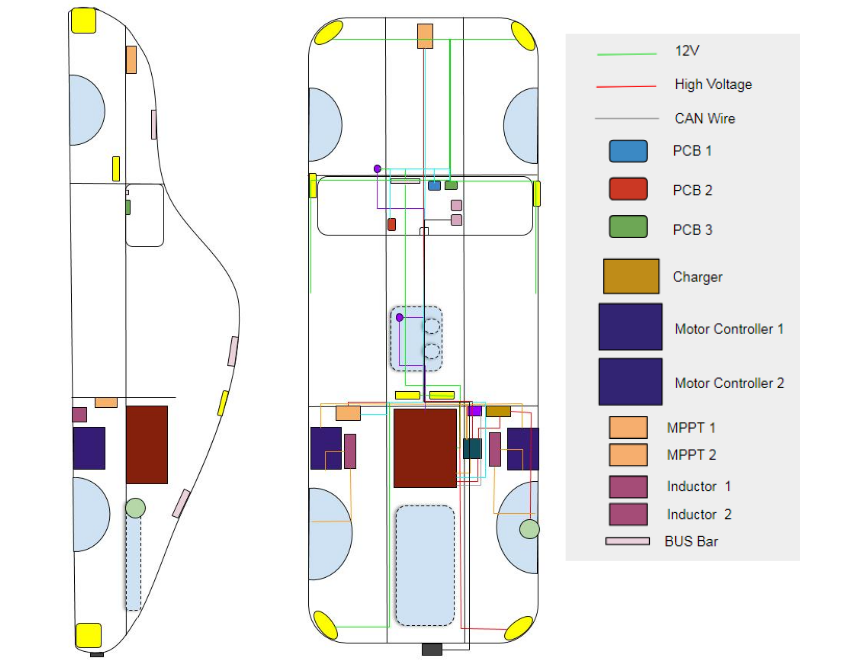 12V
High Voltage
CAN Wire
PCB 1
PCB 2
PCB 3
Charger
Motor Controller 1
Motor Controller 2
MPPT 1
MPPT 2
Inductor 1
Inductor 2
BUS Bar